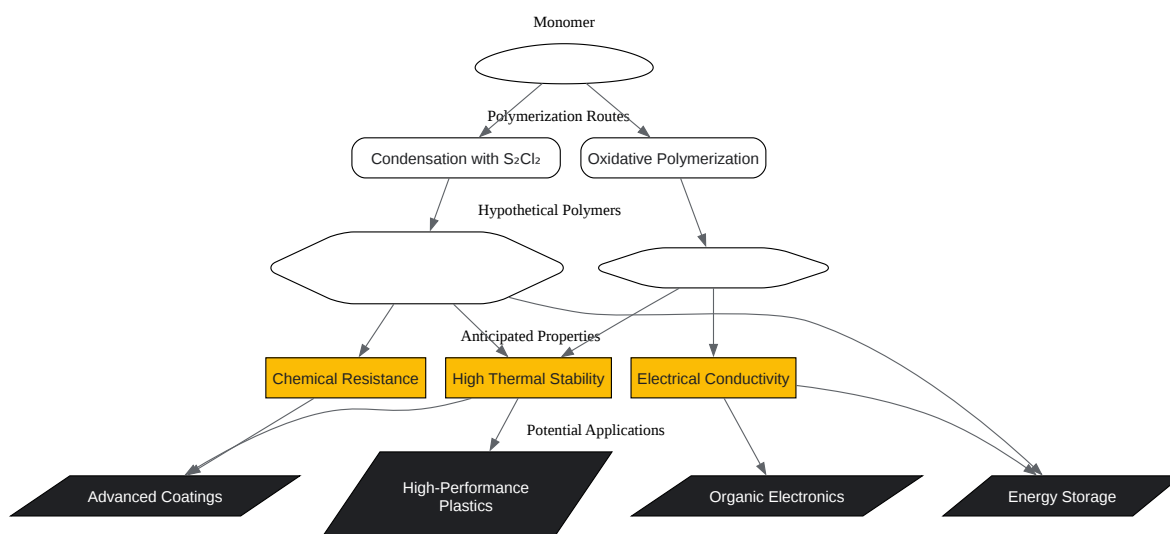 Monomer
Polymerization Routes
Condensation with S₂Cl₂
Oxidative Polymerization
Hypothetical Polymers
Anticipated Properties
Chemical Resistance
High Thermal Stability
Electrical Conductivity
Potential Applications
Advanced Coatings
High-Performance
Plastics
Organic Electronics
Energy Storage